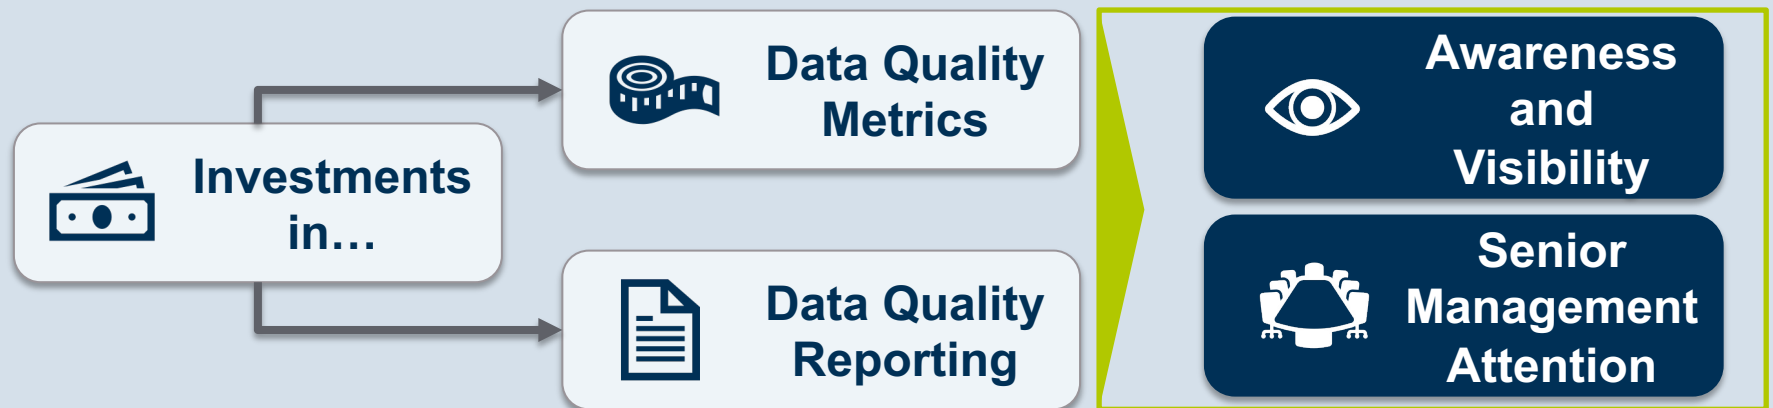 Investments
in…
Data Quality
Metrics
Data Quality
Reporting
Awareness
and
Visibility
Senior
Management
Attention